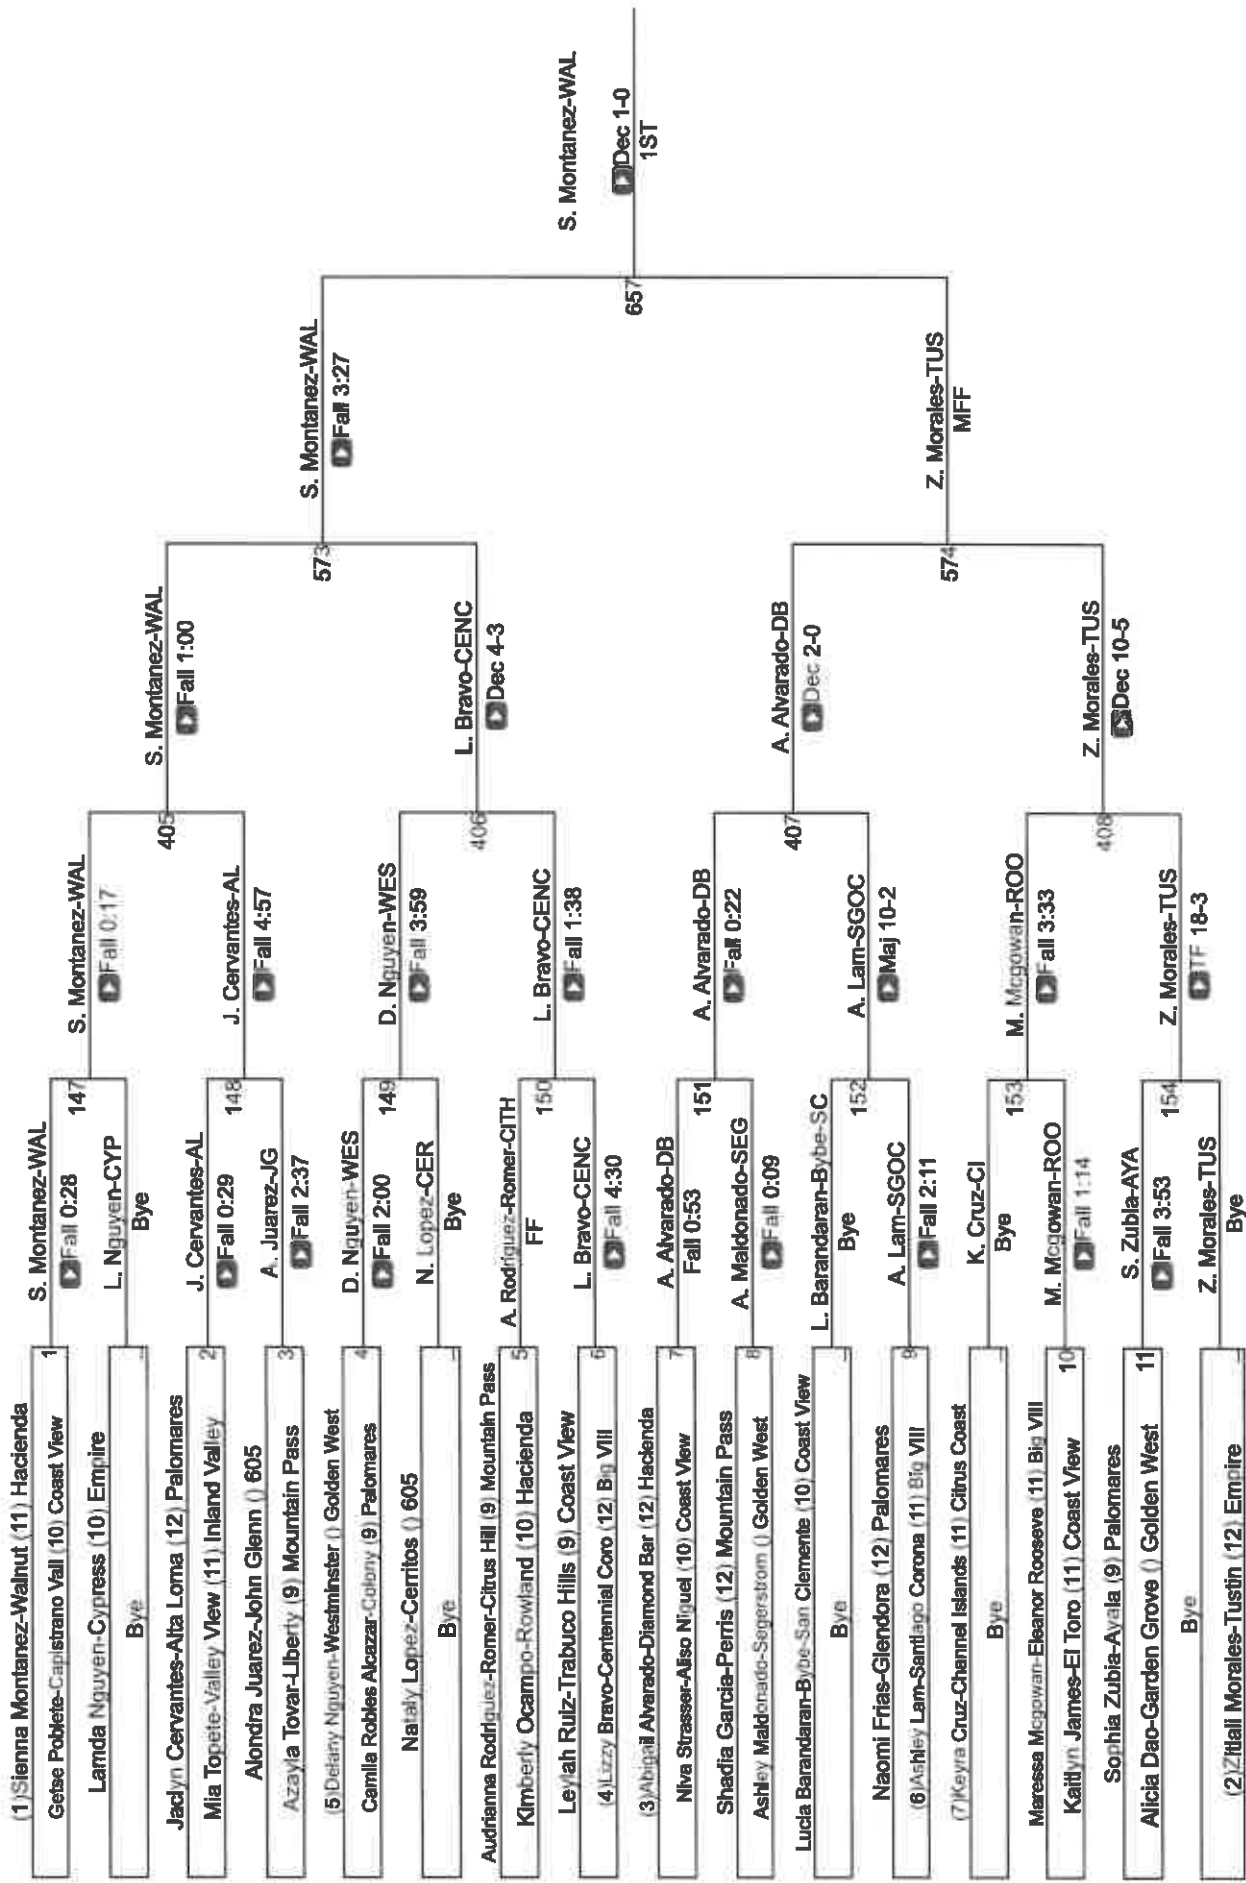 (1)Sienna Montanez-Walnut (11) Hacienda
1
Getse Poblete-Capistrano Vall (10) Coast View
Lamda Nguyen-Cypress (10) Empire
Bye
Jaclyn Cervantes-Alta Loma (12) Palomares
2
Mia Topete-Valley View (11) Inland Valley
Alondra Juarez-John Glenn () 605
3
Azayla Tovar-Liberty (9) Mountain Pass
(5)Delany Nguyen-Westminster () Golden West
4
Camila Robles Alcazar-Colony (9) Palomares
Nataly Lopez-Cerritos () 605
Bye
Audrianna Rodriguez-Romer-Citrus Hill (9) Mountain Pass
5
Kimberly Ocampo-Rowland (10) Hacienda
Leylah Ruiz-Trabuco Hills (9) Coast View
6
(4)Lizzy Bravo-Centennial Coro (12) Big VIII
(3)Abigail Alvarado-Diamond Bar (12) Hacienda
7
Niva Strasser-Aliso Niguel (10) Coast View
Shadia Garcia-Perris (12) Mountain Pass
8
Ashley Maldonado-Segerstrom () Golden West
Lucia Barandaran-Bybe-San Clemente (10) Coast View
Bye
Naomi Frias-Glendora (12) Palomares
9
(6)Ashley Lam-Santiago Corona (11) Big VIII
(7)Keyra Cruz-Channel Islands (11) Citrus Coast
Bye
Maressa Mcgowan-Eleanor Rooseve (11) Big VIII
10
Kaitlyn James-El Toro (11) Coast View
Sophia Zubia-Ayala (9) Palomares
11
Alicia Dao-Garden Grove () Golden West
Bye
(2)Zitlali Morales-Tustin (12) Empire
S. Montanez-WAL
Fall 0:28
147
L. Nguyen-CYP
Bye
J. Cervantes-AL
Fall 0:29
148
A. Juarez-JG
Fall 2:37
D. Nguyen-WES
Fall 2:00
149
N. Lopez-CER
Bye
A. Rodriguez-Romer-CITH
FF
150
L. Bravo-CENC
Fall 4:30
A. Alvarado-DB
Fall 0:53
151
A. Maldonado-SEG
Fall 0:09
L. Barandaran-Bybe-SC
Bye
152
A. Lam-SGOC
Fall 2:11
K. Cruz-CI
Bye
153
M. Mcgowan-ROO
Fall 1:14
S. Zubia-AYA
Fall 3:53
154
Z. Morales-TUS
Bye
S. Montanez-WAL
Fall 0:17
405
J. Cervantes-AL
Fall 4:57
D. Nguyen-WES
Fall 3:59
406
L. Bravo-CENC
Fall 1:38
A. Alvarado-DB
Fall 0:22
407
A. Lam-SGOC
Maj 10-2
M. Mcgowan-ROO
Fall 3:33
408
Z. Morales-TUS
TF 18-3
S. Montanez-WAL
Fall 1:00
573
L. Bravo-CENC
Dec 4-3
A. Alvarado-DB
Dec 2-0
574
Z. Morales-TUS
Dec 10-5
S. Montanez-WAL
Fall 3:27
657
Z. Morales-TUS
MFF
S. Montanez-WAL
Dec 1-0
1ST